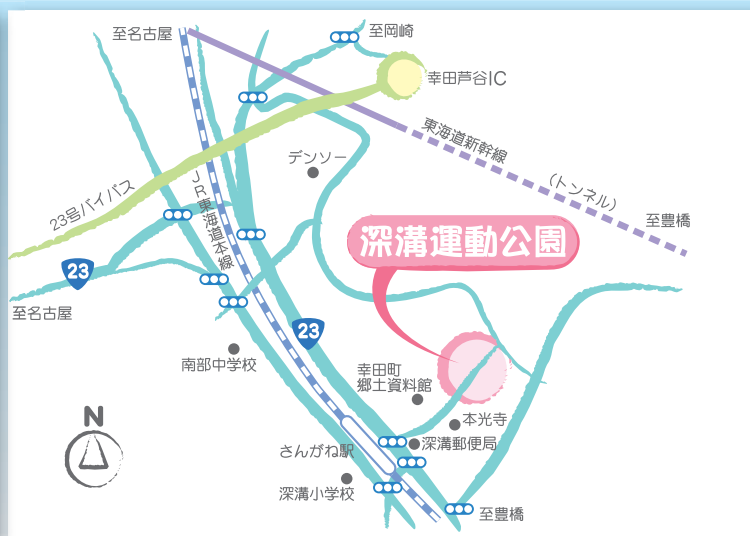 至名古屋
至岡崎
幸田芦谷IC
東海道新幹線
(トンネル)
デンソー
23号バイパス
JR東海道本線
至豊橋
深溝運動公園
23
至名古屋
23
南部中学校
幸田町
郷土資料館
本光寺
N
さんがね駅
深溝郵便局
深溝小学校
至豊橋